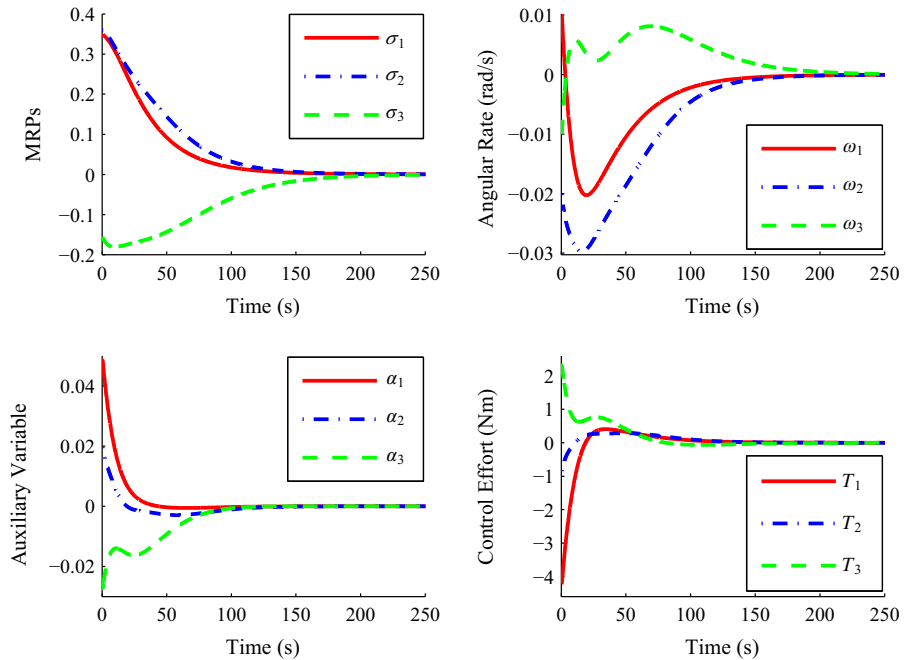 MRPs
0.4
0.3
0.2
0.1
0
−0.1
−0.2
0 50 100 150 200 250
Time (s)
σ1
σ2
σ3
Angular Rate (rad/s)
0.01
0
−0.01
−0.02
−0.03
0 50 100 150 200 250
Time (s)
ω1
ω2
ω3
Auxiliary Variable
0.04
0.02
0
−0.02
0 50 100 150 200 250
Time (s)
α1
α2
α3
Control Effort (Nm)
2
1
0
−1
−2
−3
−4
0 50 100 150 200 250
Time (s)
T1
T2
T3